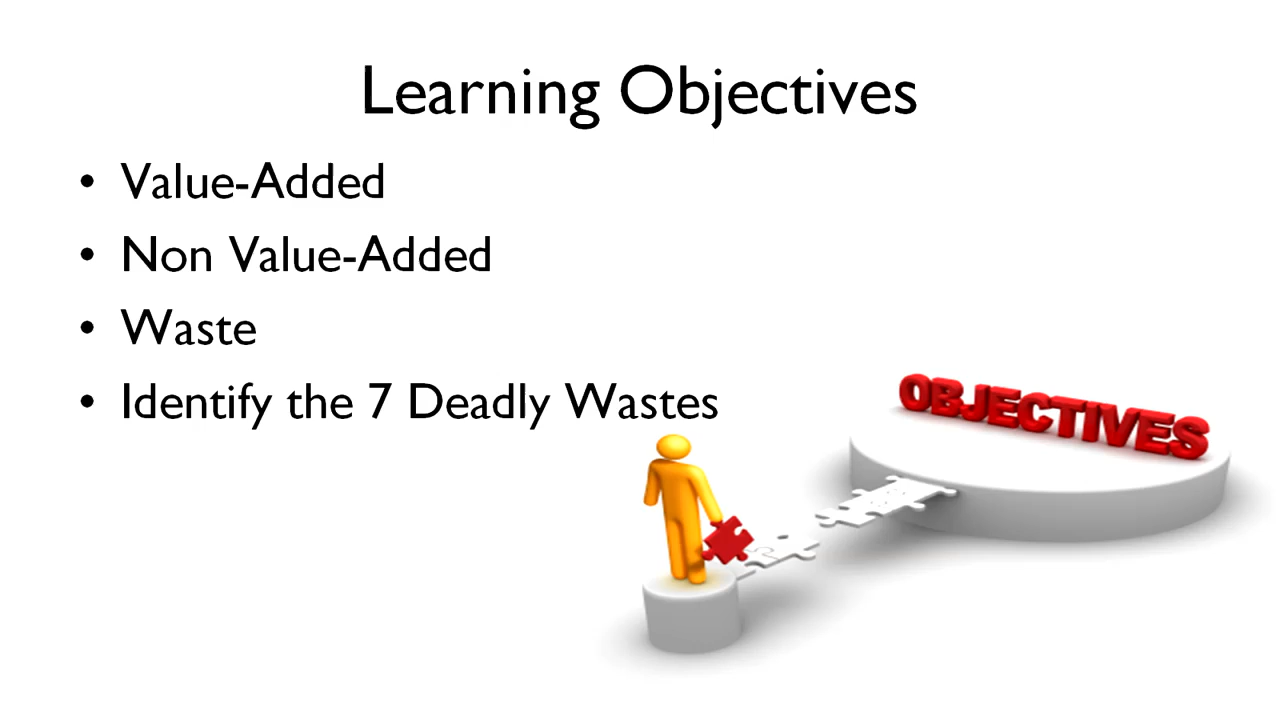 Learning Objectives
• Value-Added
• Non Value-Added
• Waste
• Identify the 7 Deadly Wastes
OBJECTIVES